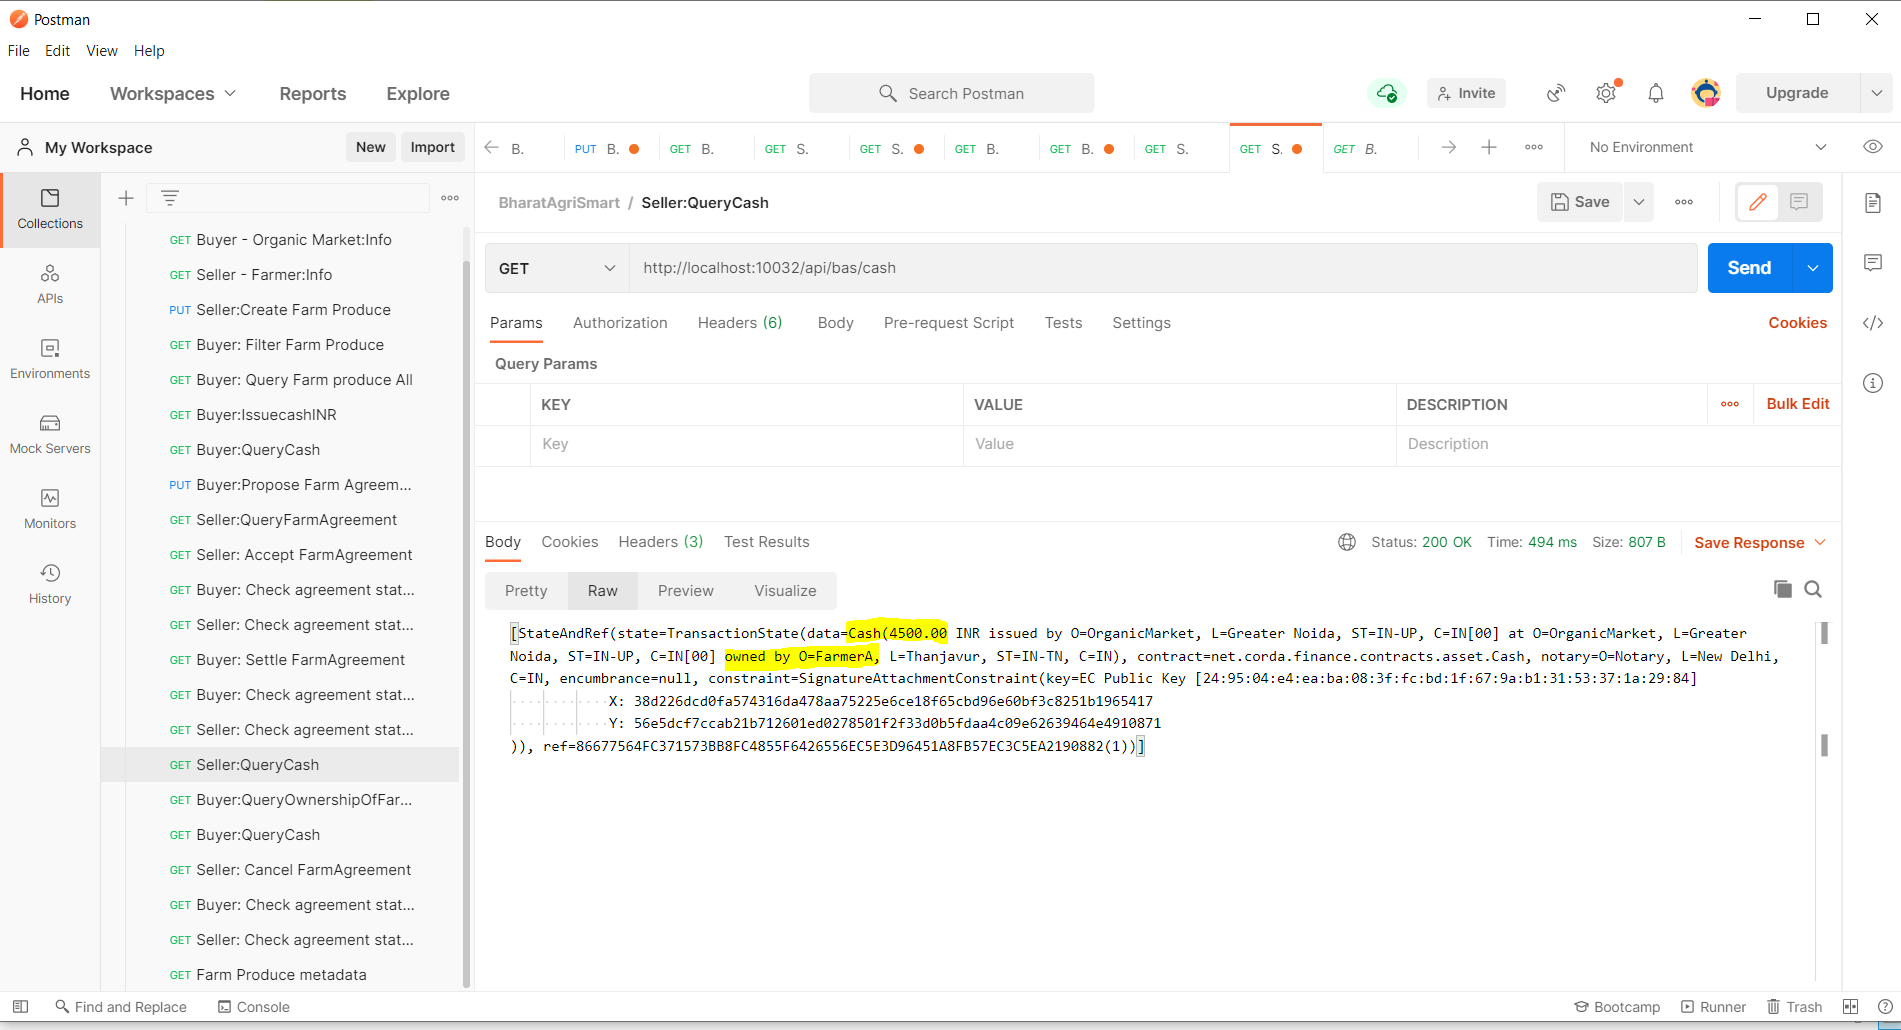 Postman
File Edit View Help
Home Workspaces Reports Explore Search Postman Invite Upgrade
My Workspace New Import B. PUT B. GET B. GET S. GET S. GET B. GET B. GET S. GET S. GET B. No Environment
Collections
APIs
Environments
Mock Servers
Monitors
History
GET Buyer - Organic Market:Info
GET Seller - Farmer:Info
PUT Seller:Create Farm Produce
GET Buyer: Filter Farm Produce
GET Buyer: Query Farm produce All
GET Buyer:IssuecashINR
GET Buyer:QueryCash
PUT Buyer:Propose Farm Agreem...
GET Seller:QueryFarmAgreement
GET Seller: Accept FarmAgreement
GET Buyer: Check agreement stat...
GET Seller: Check agreement stat...
GET Buyer: Settle FarmAgreement
GET Buyer: Check agreement stat...
GET Seller: Check agreement stat...
GET Seller:QueryCash
GET Buyer:QueryOwnershipOfFar...
GET Buyer:QueryCash
GET Seller: Cancel FarmAgreement
GET Buyer: Check agreement stat...
GET Seller: Check agreement stat...
GET Farm Produce metadata
BharatAgriSmart / Seller:QueryCash Save
GET http://localhost:10032/api/bas/cash Send
Params Authorization Headers (6) Body Pre-request Script Tests Settings Cookies
Query Params
KEY VALUE DESCRIPTION Bulk Edit
Key Value Description
Body Cookies Headers (3) Test Results Status: 200 OK Time: 494 ms Size: 807 B Save Response
Pretty Raw Preview Visualize
[StateAndRef(state=TransactionState(data=Cash(4500.00 INR issued by O=OrganicMarket, L=Greater Noida, ST=IN-UP, C=IN[00] at O=OrganicMarket, L=Greater
Noida, ST=IN-UP, C=IN[00] owned by O=FarmerA, L=Thanjavur, ST=IN-TN, C=IN), contract=net.corda.finance.contracts.asset.Cash, notary=O=Notary, L=New Delhi,
C=IN, encumbrance=null, constraint=SignatureAttachmentConstraint(key=EC Public Key [24:95:04:e4:ea:ba:08:3f:fc:bd:1f:67:9a:b1:31:53:37:1a:29:84]
X: 38d226dcd0fa574316da478aa75225e6ce18f65cbd96e60bf3c8251b1965417
Y: 56e5dcf7ccab21b712601ed0278501f2f33d0b5fdaa4c09e62639464e4910871
)), ref=86677564FC371573BB8FC4855F6426556EC5E3D96451A8FB57EC3C5EA2190882(1))]
Find and Replace Console Bootcamp Runner Trash